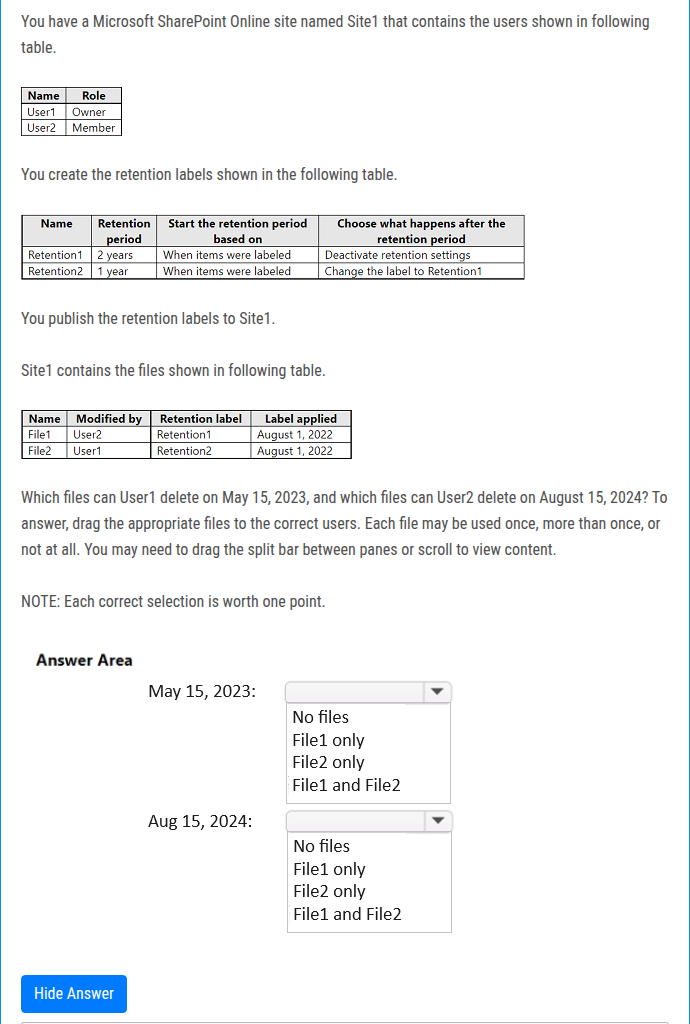 You have a Microsoft SharePoint Online site named Site1 that contains the users shown in following
table.
Name Role
User1 Owner
User2 Member
You create the retention labels shown in the following table.
Name Retention period Start the retention period based on Choose what happens after the retention period
Retention1 2 years When items were labeled Deactivate retention settings
Retention2 1 year When items were labeled Change the label to Retention1
You publish the retention labels to Site1.
Site1 contains the files shown in following table.
Name Modified by Retention label Label applied
File1 User2 Retention1 August 1, 2022
File2 User1 Retention2 August 1, 2022
Which files can User1 delete on May 15, 2023, and which files can User2 delete on August 15, 2024? To
answer, drag the appropriate files to the correct users. Each file may be used once, more than once, or
not at all. You may need to drag the split bar between panes or scroll to view content.
NOTE: Each correct selection is worth one point.
Answer Area
May 15, 2023:
No files
File1 only
File2 only
File1 and File2
Aug 15, 2024:
No files
File1 only
File2 only
File1 and File2
Hide Answer